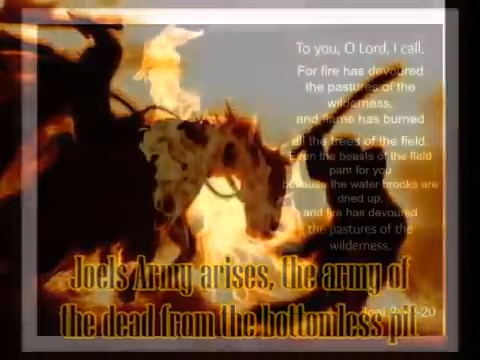 To you, O Lord, I call.
For fire has devoured
the pastures of the
wilderness,
and flame has burned
all the trees of the field.
Even the beasts of the field
pant for you
because the water brooks are
dried up,
and fire has devoured
the pastures of the
wilderness.
Joels Army arises, the army of
the dead from the bottomless pit